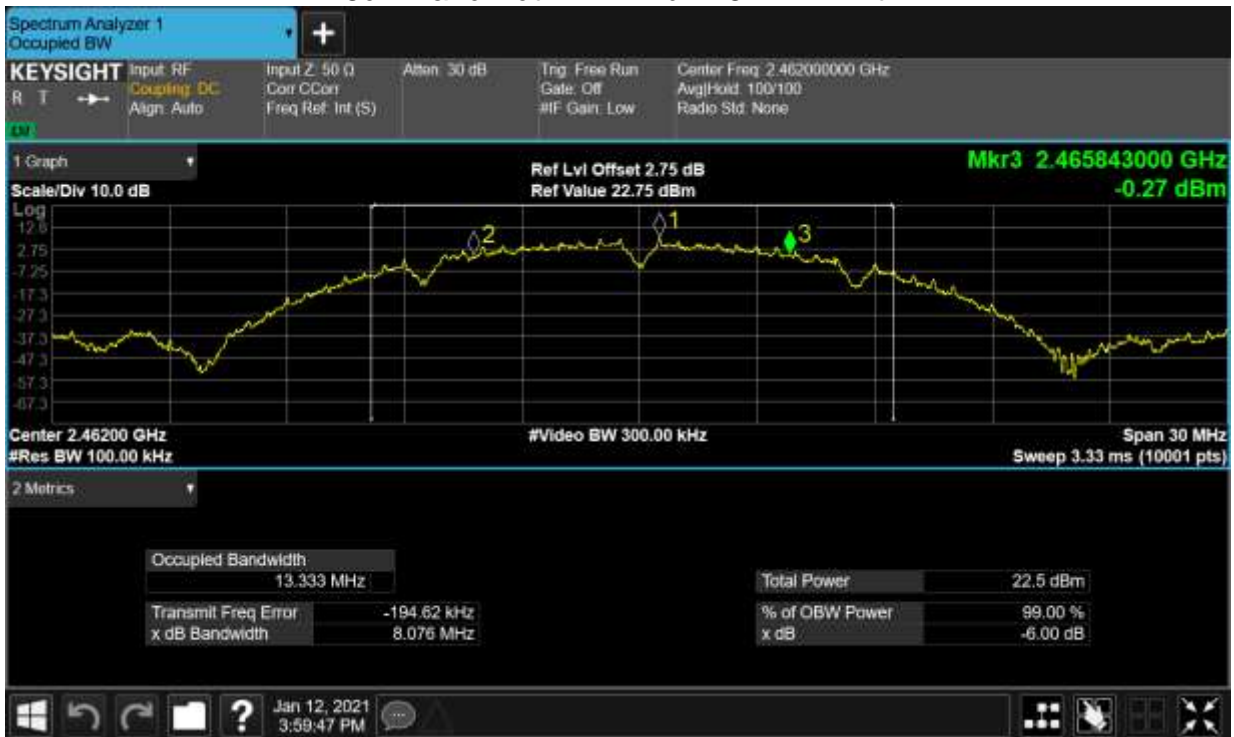 Spectrum Analyzer 1
Occupied BW
+
KEYSIGHT Input: RF Input Z: 50 Ω Atten: 30 dB Trig: Free Run Center Freq: 2.462000000 GHz
R T Coupling: DC Corr CCorr Gate: Off Avg|Hold: 100/100
Align: Auto Freq Ref: Int (S) #IF Gain: Low Radio Std: None
1 Graph
Ref Lvl Offset 2.75 dB
Mkr3 2.465843000 GHz
Scale/Div 10.0 dB
Ref Value 22.75 dBm
-0.27 dBm
Log
12.8
2.75
-7.25
-17.3
-27.3
-37.3
-47.3
-57.3
-67.3
2
1
3
Center 2.46200 GHz #Video BW 300.00 kHz Span 30 MHz
#Res BW 100.00 kHz Sweep 3.33 ms (10001 pts)
2 Metrics
Occupied Bandwidth
13.333 MHz
Total Power 22.5 dBm
Transmit Freq Error -194.62 kHz % of OBW Power 99.00 %
x dB Bandwidth 8.076 MHz x dB -6.00 dB
?
Jan 12, 2021
3:59:47 PM